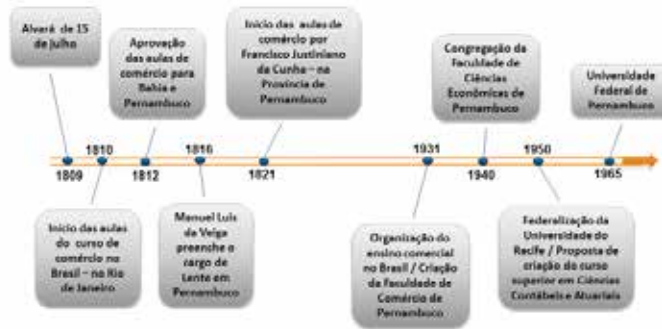 Alvará de 15
de julho
Aprovação
das aulas de
comércio para
Bahia e
Pernambuco
Início das aulas de
comércio por
Francisco Justiniano
da Cunha – na
Província de
Pernambuco
Congregação da
Faculdade de
Ciências
Econômicas de
Pernambuco
Universidade
Federal de
Pernambuco
1810
1816
1931
1950
1809
1812
1821
1940
1965
Início das aulas
do curso de
comércio no
Brasil – no Rio
de Janeiro
Manuel Luis
da Veiga
preenche o
cargo de
Lente em
Pernambuco
Organização do
ensino comercial
no Brasil / Criação
da Faculdade de
Comércio de
Pernambuco
Federalização da
Universidade do
Recife / Proposta de
criação do curso
superior em Ciências
Contábeis e Atuariais